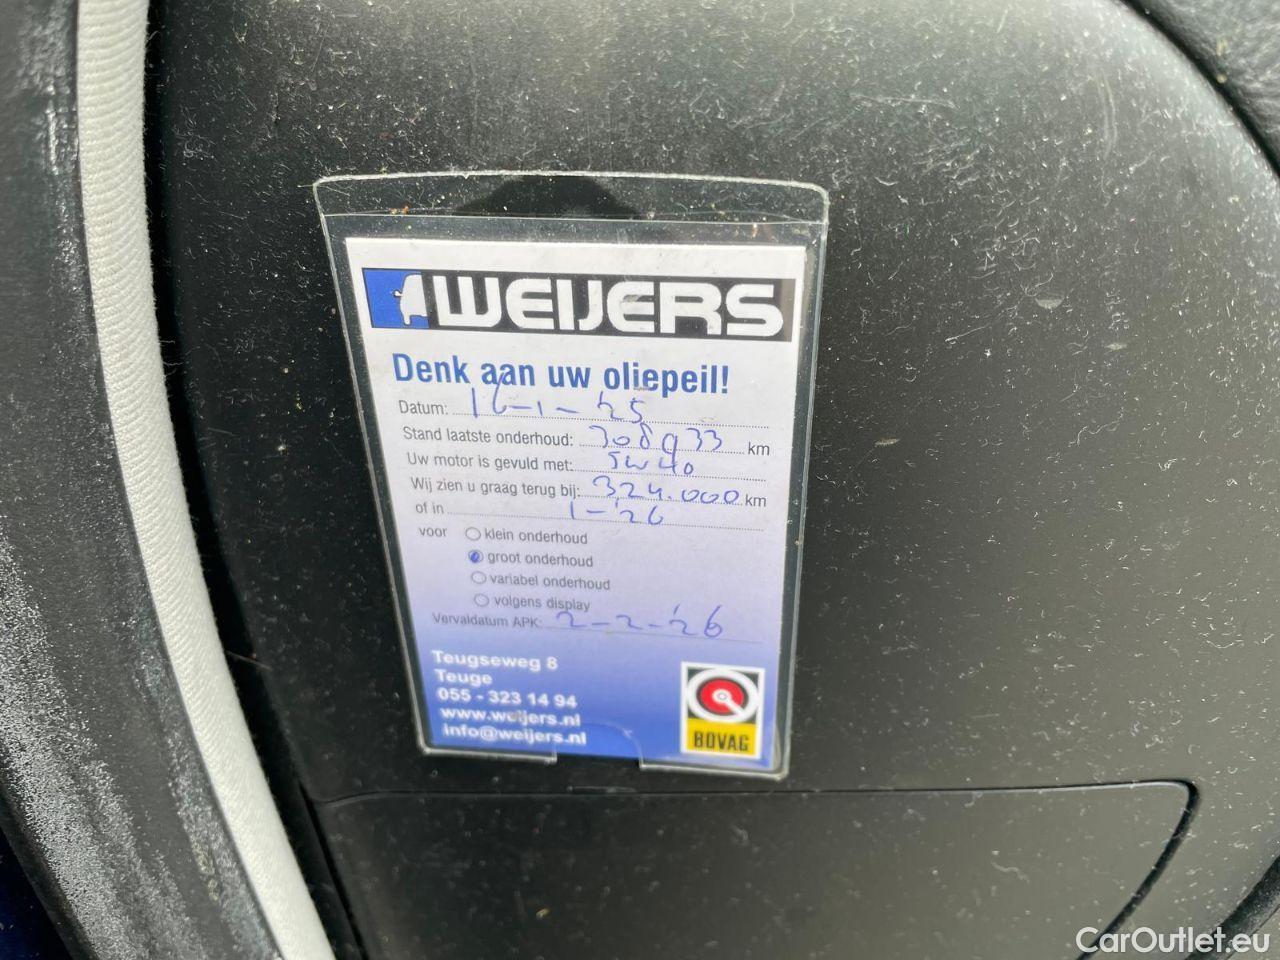 WEIJERS
Denk aan uw oliepeil!
Datum: 16-1-'25
Stand laatste onderhoud: 308933 km
Uw motor is gevuld met: 5W40
Wij zien u graag terug bij: 324.000 km
of in 1-'26
voor klein onderhoud
groot onderhoud
variabel onderhoud
volgens display
Vervaldatum APK: 2-2-'26
Teugseweg 8
Teuge
055 - 323 14 94
www.weijers.nl
info@weijers.nl
BOVAG
CarOutlet.eu